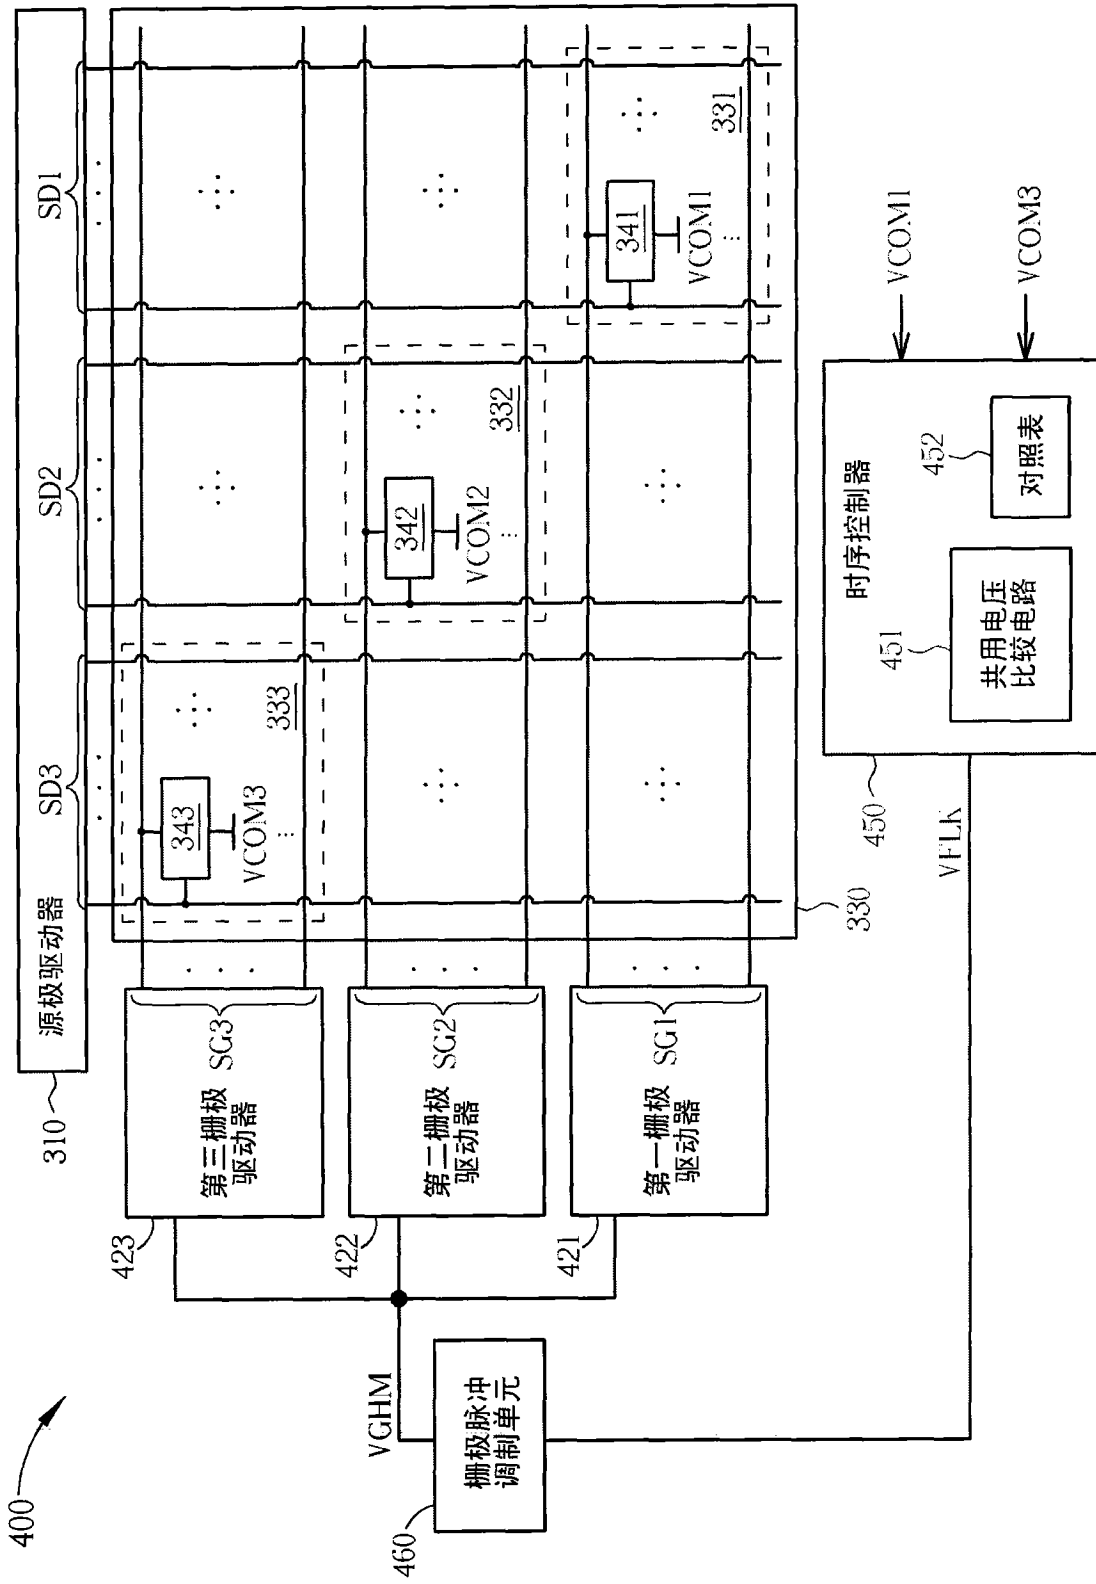 400
310
源极驱动器
SD3
SD2
SD1
423
第三栅极
驱动器
SG3
343
VCOM3
333
422
第二栅极
驱动器
SG2
342
VCOM2
332
421
第一栅极
驱动器
SG1
341
VCOM1
331
330
460
栅极脉冲
调制单元
VGHM
VFLK
450
时序控制器
451
共用电压
比较电路
452
对照表
VCOM1
VCOM3